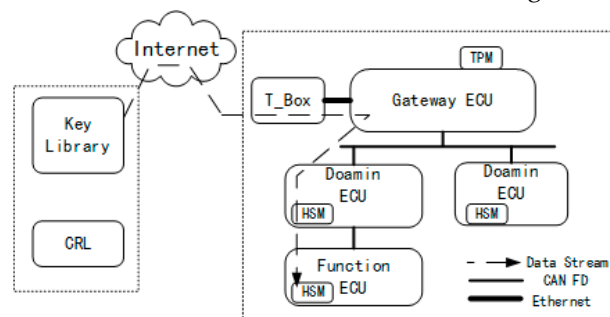 Internet
TPM
T_Box
Gateway ECU
Key
Library
Doamin
ECU
HSM
Doamin
ECU
HSM
CRL
Function
ECU
HSM
Data Stream
CAN FD
Ethernet